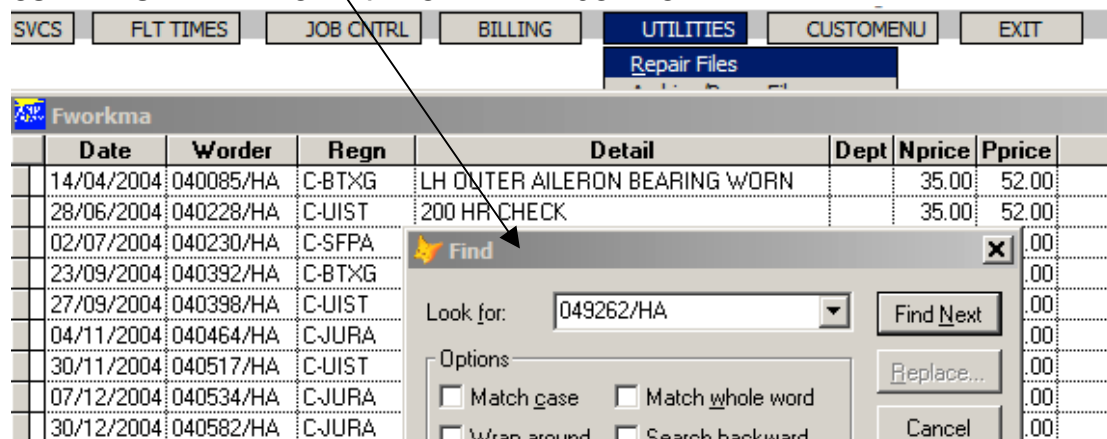 SVCS FLT TIMES JOB CNTRL BILLING UTILITIES CUSTOMENU EXIT
Repair Files
Fworkma
Date Worder Regn Detail Dept Nprice Pprice
14/04/2004 040085/HA C-BTXG LH OUTER AILERON BEARING WORN 35.00 52.00
28/06/2004 040228/HA C-UIST 200 HR CHECK 35.00 52.00
02/07/2004 040230/HA C-SFPA .00
Find
23/09/2004 040392/HA C-BTXG .00
27/09/2004 040398/HA C-UIST .00
Look for: 049262/HA Find Next
04/11/2004 040464/HA C-JURA .00
30/11/2004 040517/HA C-UIST .00
Options Replace...
07/12/2004 040534/HA C-JURA .00
Match case Match whole word
30/12/2004 040582/HA C-JURA .00
Wrap around Search backward Cancel